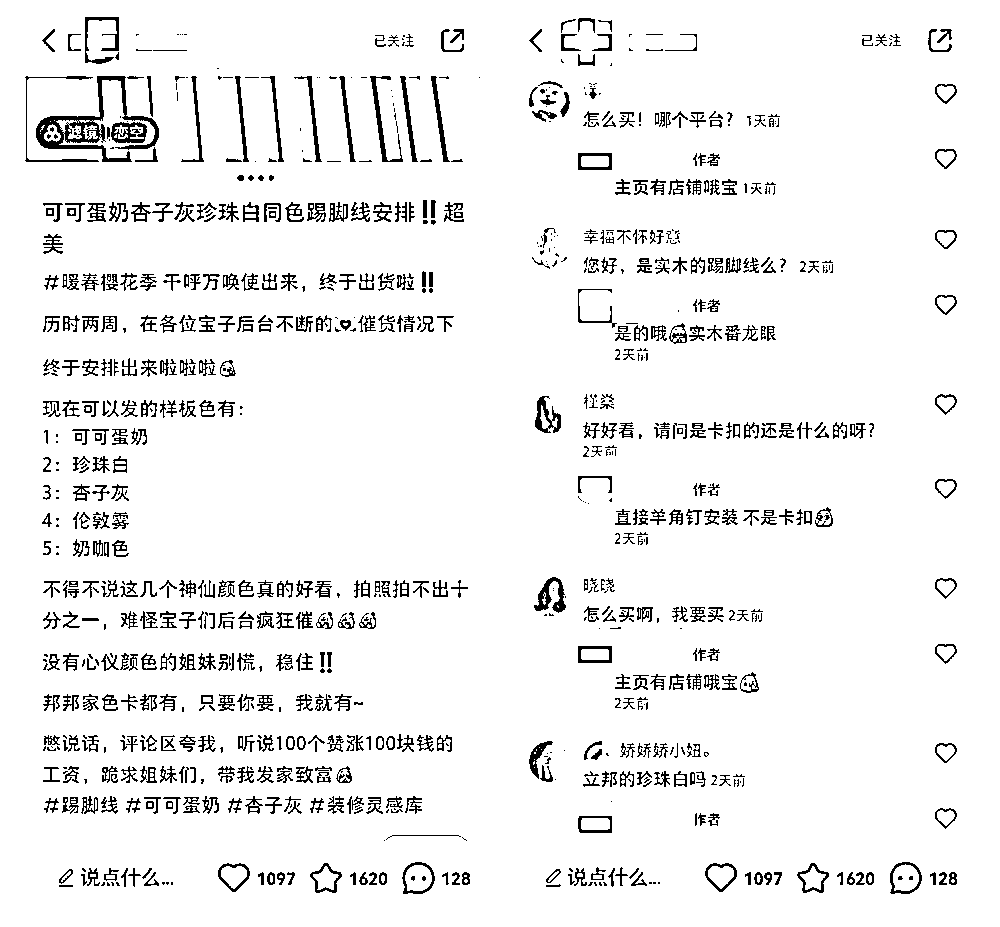 已关注
滤镜 恋空
可可蛋奶杏子灰珍珠白同色踢脚线安排‼超
美
#暖春樱花季 千呼万唤使出来，终于出货啦‼
历时两周，在各位宝子后台不断的催货情况下
终于安排出来啦啦啦
现在可以发的样板色有：
1：可可蛋奶
2：珍珠白
3：杏子灰
4：伦敦雾
5：奶咖色
不得不说这几个神仙颜色真的好看，拍照拍不出十
分之一，难怪宝子们后台疯狂催
没有心仪颜色的姐妹别慌，稳住‼
邦邦家色卡都有，只要你要，我就有~
憋说话，评论区夸我，听说100个赞涨100块钱的
工资，跪求姐妹们，带我发家致富
#踢脚线 #可可蛋奶 #杏子灰 #装修灵感库
说点什么... 1097 1620 128
已关注
怎么买！哪个平台？ 1天前
作者
主页有店铺哦宝 1天前
幸福不怀好意
您好，是实木的踢脚线么？ 2天前
作者
是的哦实木番龙眼
2天前
槿燊
好好看，请问是卡扣的还是什么的呀？
2天前
作者
直接羊角钉安装 不是卡扣
2天前
晓晓
怎么买啊，我要买 2天前
作者
主页有店铺哦宝
2天前
、娇娇娇小妞。
立邦的珍珠白吗 2天前
作者
说点什么... 1097 1620 128